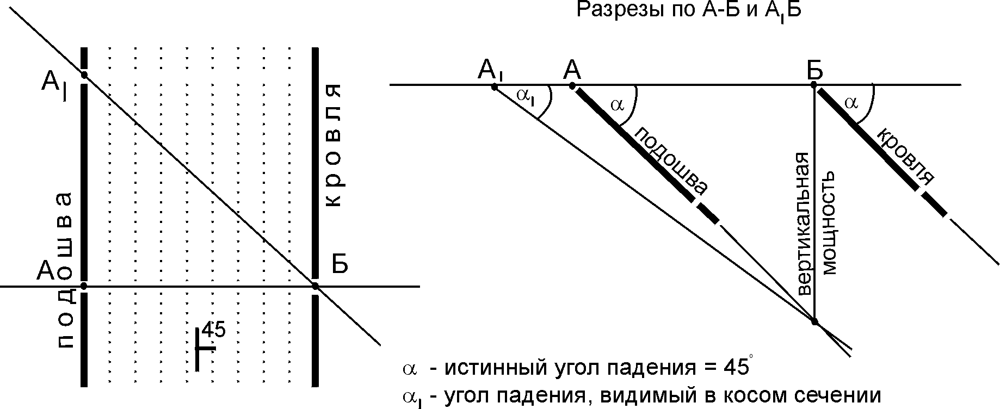 Разрезы по А-Б и АIБ
АI
подошва
кровля
А
Б
45
АI
А
Б
αI
α
α
подошва
кровля
вертикальная
мощность
α - истинный угол падения = 45°
αI - угол падения, видимый в косом сечении